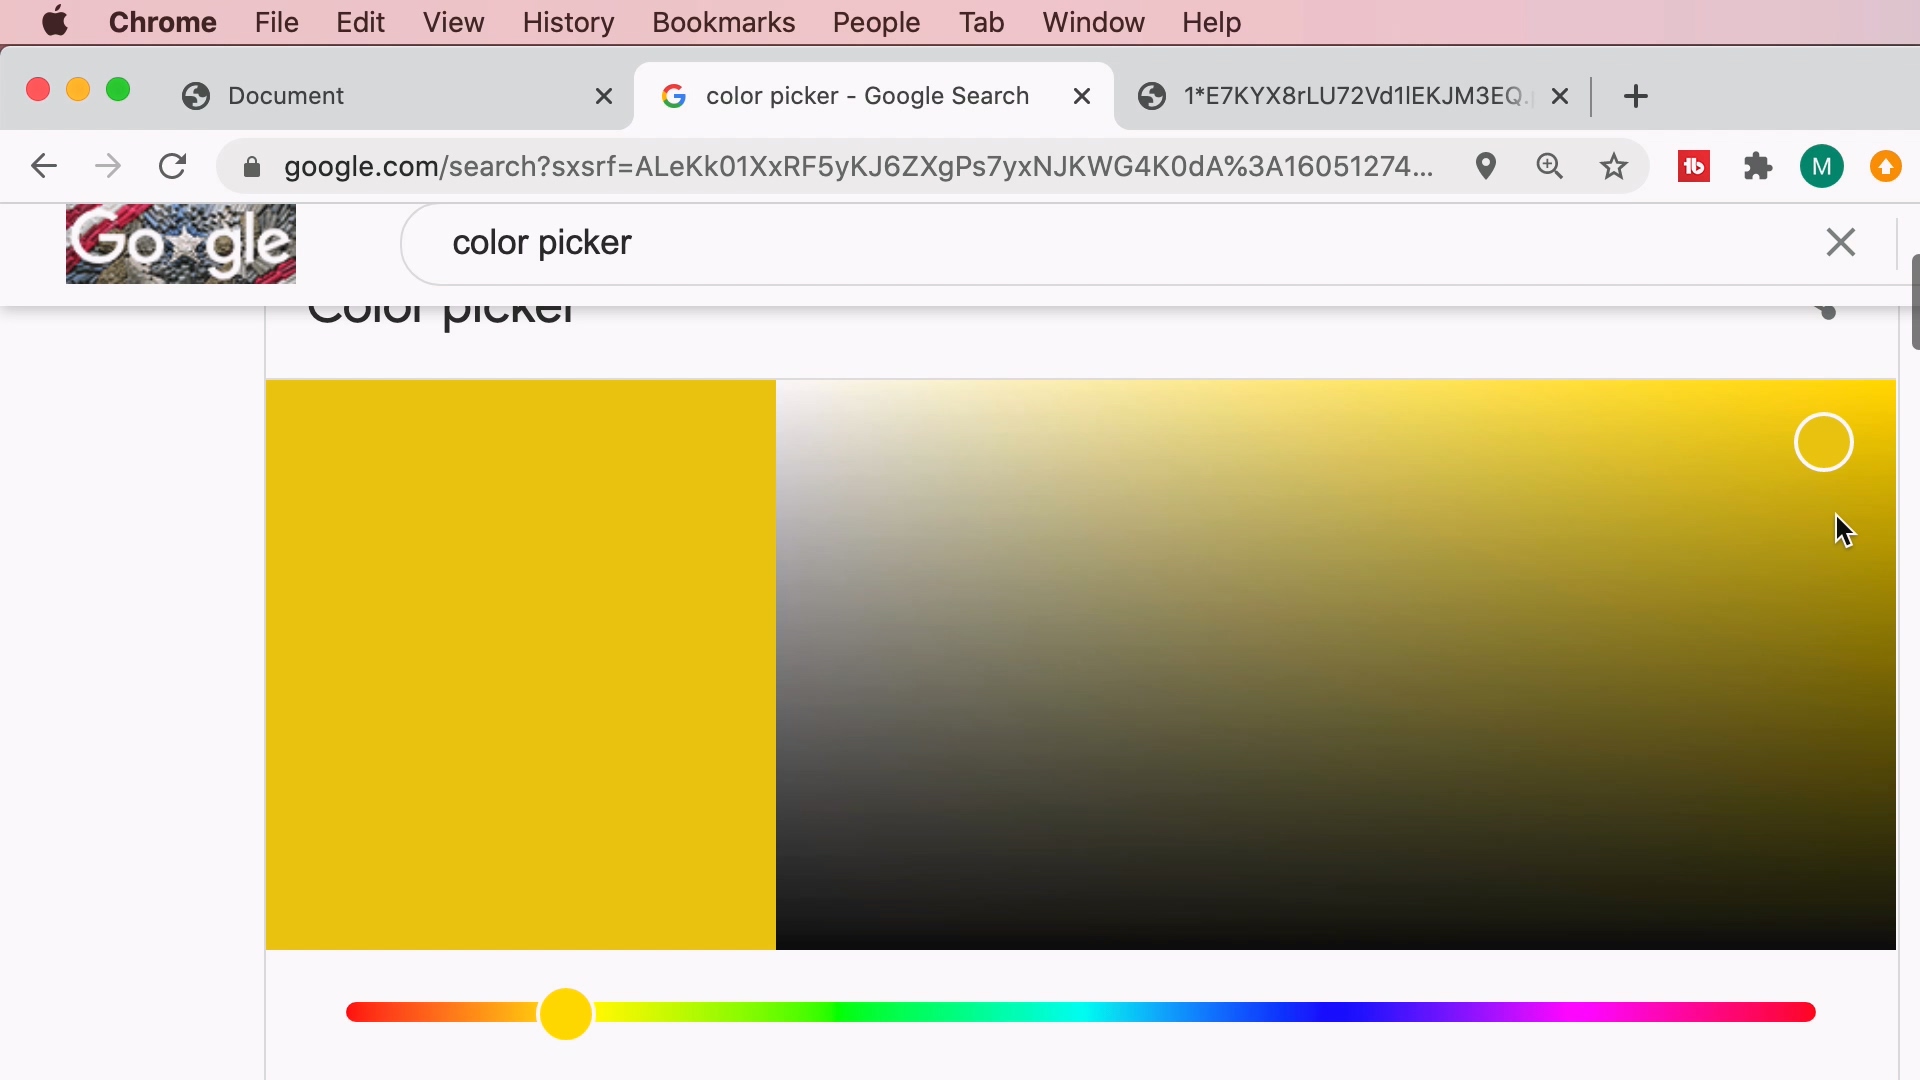 Chrome File Edit View History Bookmarks People Tab Window Help
Document
color picker - Google Search
1*E7KYX8rLU72Vd1lEKJM3EQ.
google.com/search?sxsrf=ALeKk01XxRF5yKJ6ZXgPs7yxNJKWG4K0dA%3A16051274...
M
Google
color picker
Color picker